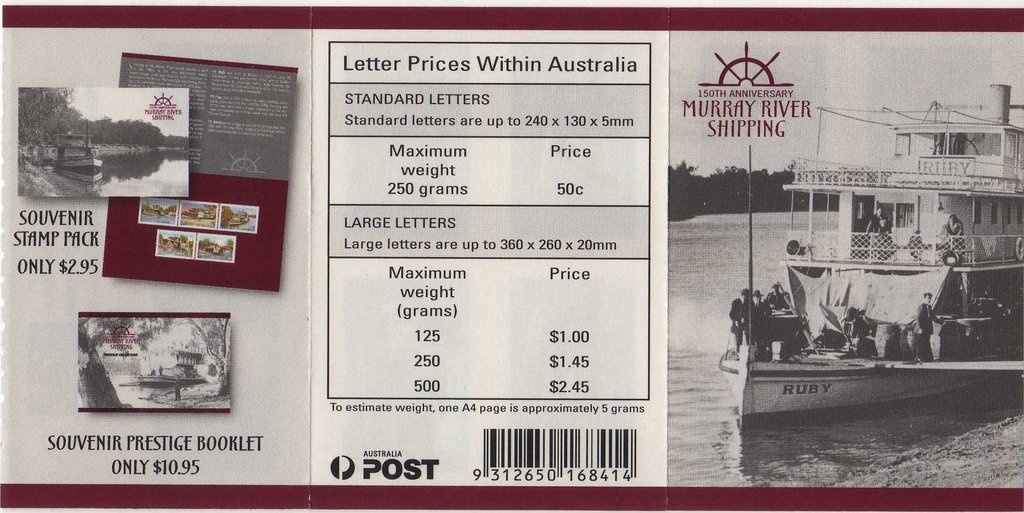 MURRAY RIVER
SHIPPING
SOUVENIR
STAMP PACK
ONLY $2.95
MURRAY RIVER
SHIPPING
SOUVENIR PRESTIGE BOOKLET
ONLY $10.95
Letter Prices Within Australia
STANDARD LETTERS
Standard letters are up to 240 x 130 x 5mm
Maximum weight Price
250 grams 50c
LARGE LETTERS
Large letters are up to 360 x 260 x 20mm
Maximum weight (grams) Price
125 $1.00
250 $1.45
500 $2.45
To estimate weight, one A4 page is approximately 5 grams
AUSTRALIA
POST
9 312650 168414
150TH ANNIVERSARY
MURRAY RIVER
SHIPPING
RUBY
RUBY